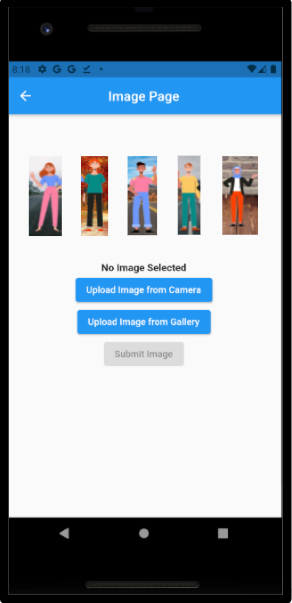 8:18 G G
Image Page
No Image Selected
Upload Image from Camera
Upload Image from Gallery
Submit Image